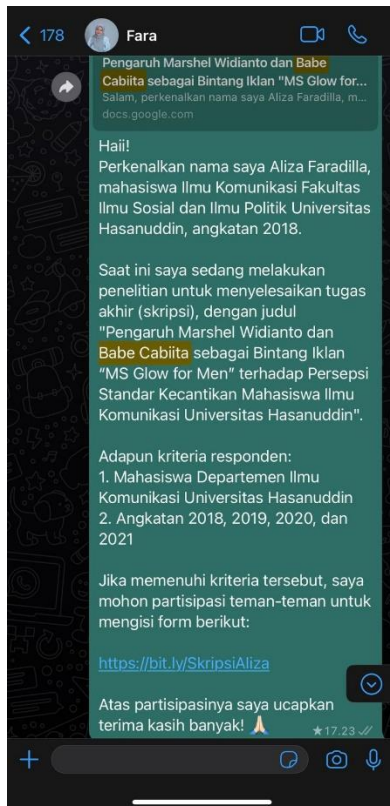 178
Fara
Pengaruh Marshel Widianto dan Babe
Cabiita sebagai Bintang Iklan "MS Glow for...
Salam, perkenalkan nama saya Aliza Faradilla, m...
docs.google.com
Haii!
Perkenalkan nama saya Aliza Faradilla,
mahasiswa Ilmu Komunikasi Fakultas
Ilmu Sosial dan Ilmu Politik Universitas
Hasanuddin, angkatan 2018.
Saat ini saya sedang melakukan
penelitian untuk menyelesaikan tugas
akhir (skripsi), dengan judul
"Pengaruh Marshel Widianto dan
Babe Cabiita sebagai Bintang Iklan
“MS Glow for Men” terhadap Persepsi
Standar Kecantikan Mahasiswa Ilmu
Komunikasi Universitas Hasanuddin".
Adapun kriteria responden:
1. Mahasiswa Departemen Ilmu
Komunikasi Universitas Hasanuddin
2. Angkatan 2018, 2019, 2020, dan
2021
Jika memenuhi kriteria tersebut, saya
mohon partisipasi teman-teman untuk
mengisi form berikut:
https://bit.ly/SkripsiAliza
Atas partisipasinya saya ucapkan
terima kasih banyak! 🙏🏻
★17.23